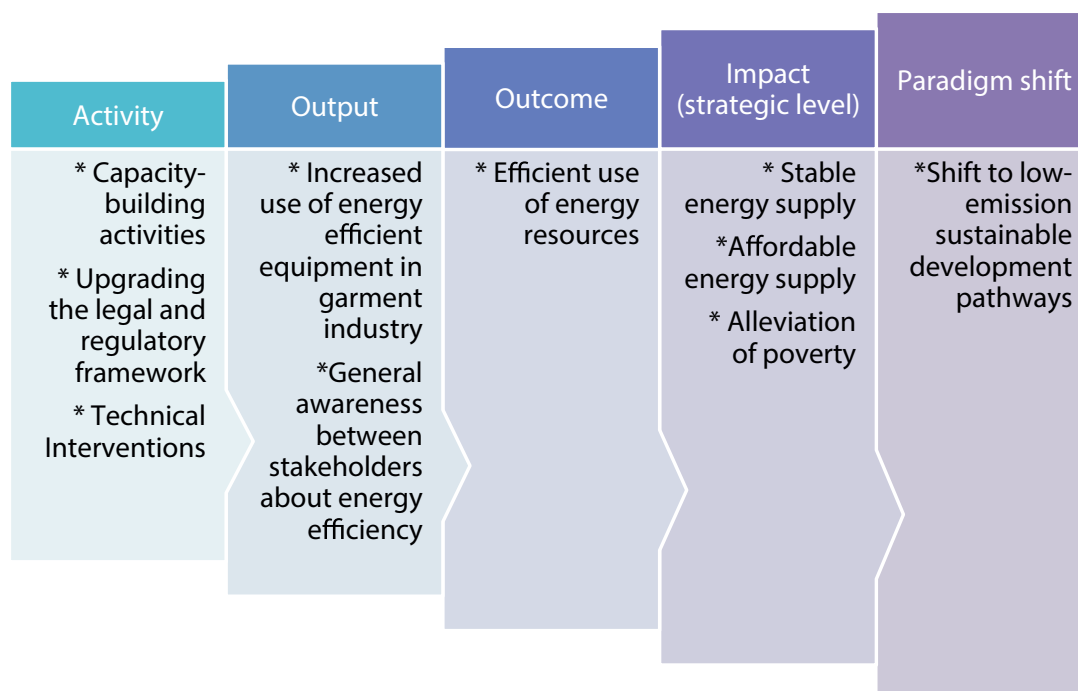 Activity
* Capacity-
building
activities
* Upgrading
the legal and
regulatory
framework
* Technical
Interventions
Output
* Increased
use of energy
efficient
equipment in
garment
industry
*General
awareness
between
stakeholders
about energy
efficiency
Outcome
* Efficient use
of energy
resources
Impact
(strategic level)
* Stable
energy supply
*Affordable
energy supply
* Alleviation
of poverty
Paradigm shift
*Shift to low-
emission
sustainable
development
pathways